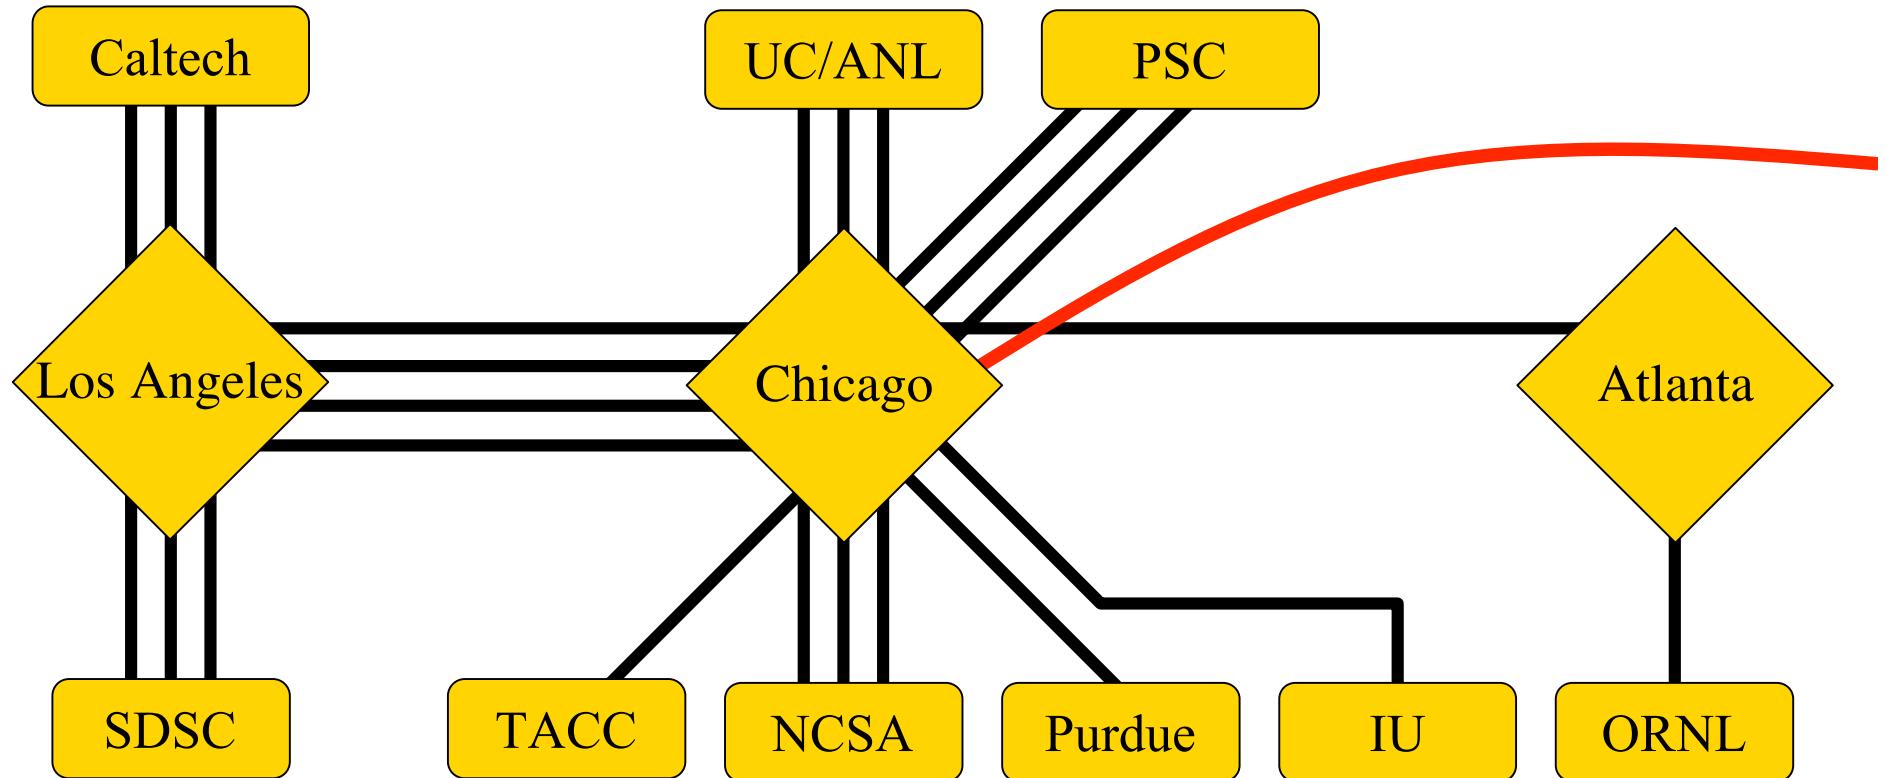 Caltech
UC/ANL
PSC
Los Angeles
Chicago
Atlanta
SDSC
TACC
NCSA
Purdue
IU
ORNL